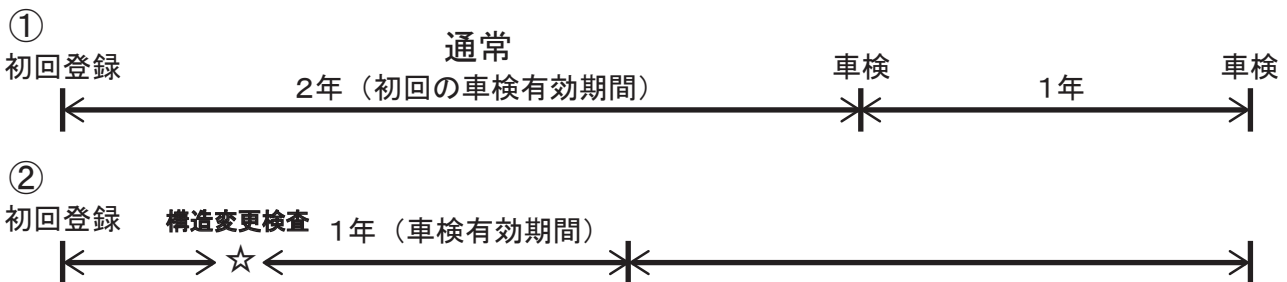 ①
通常
初回登録 車検 車検
2年（初回の車検有効期間） 1年
②
初回登録 構造変更検査 1年（車検有効期間）
☆